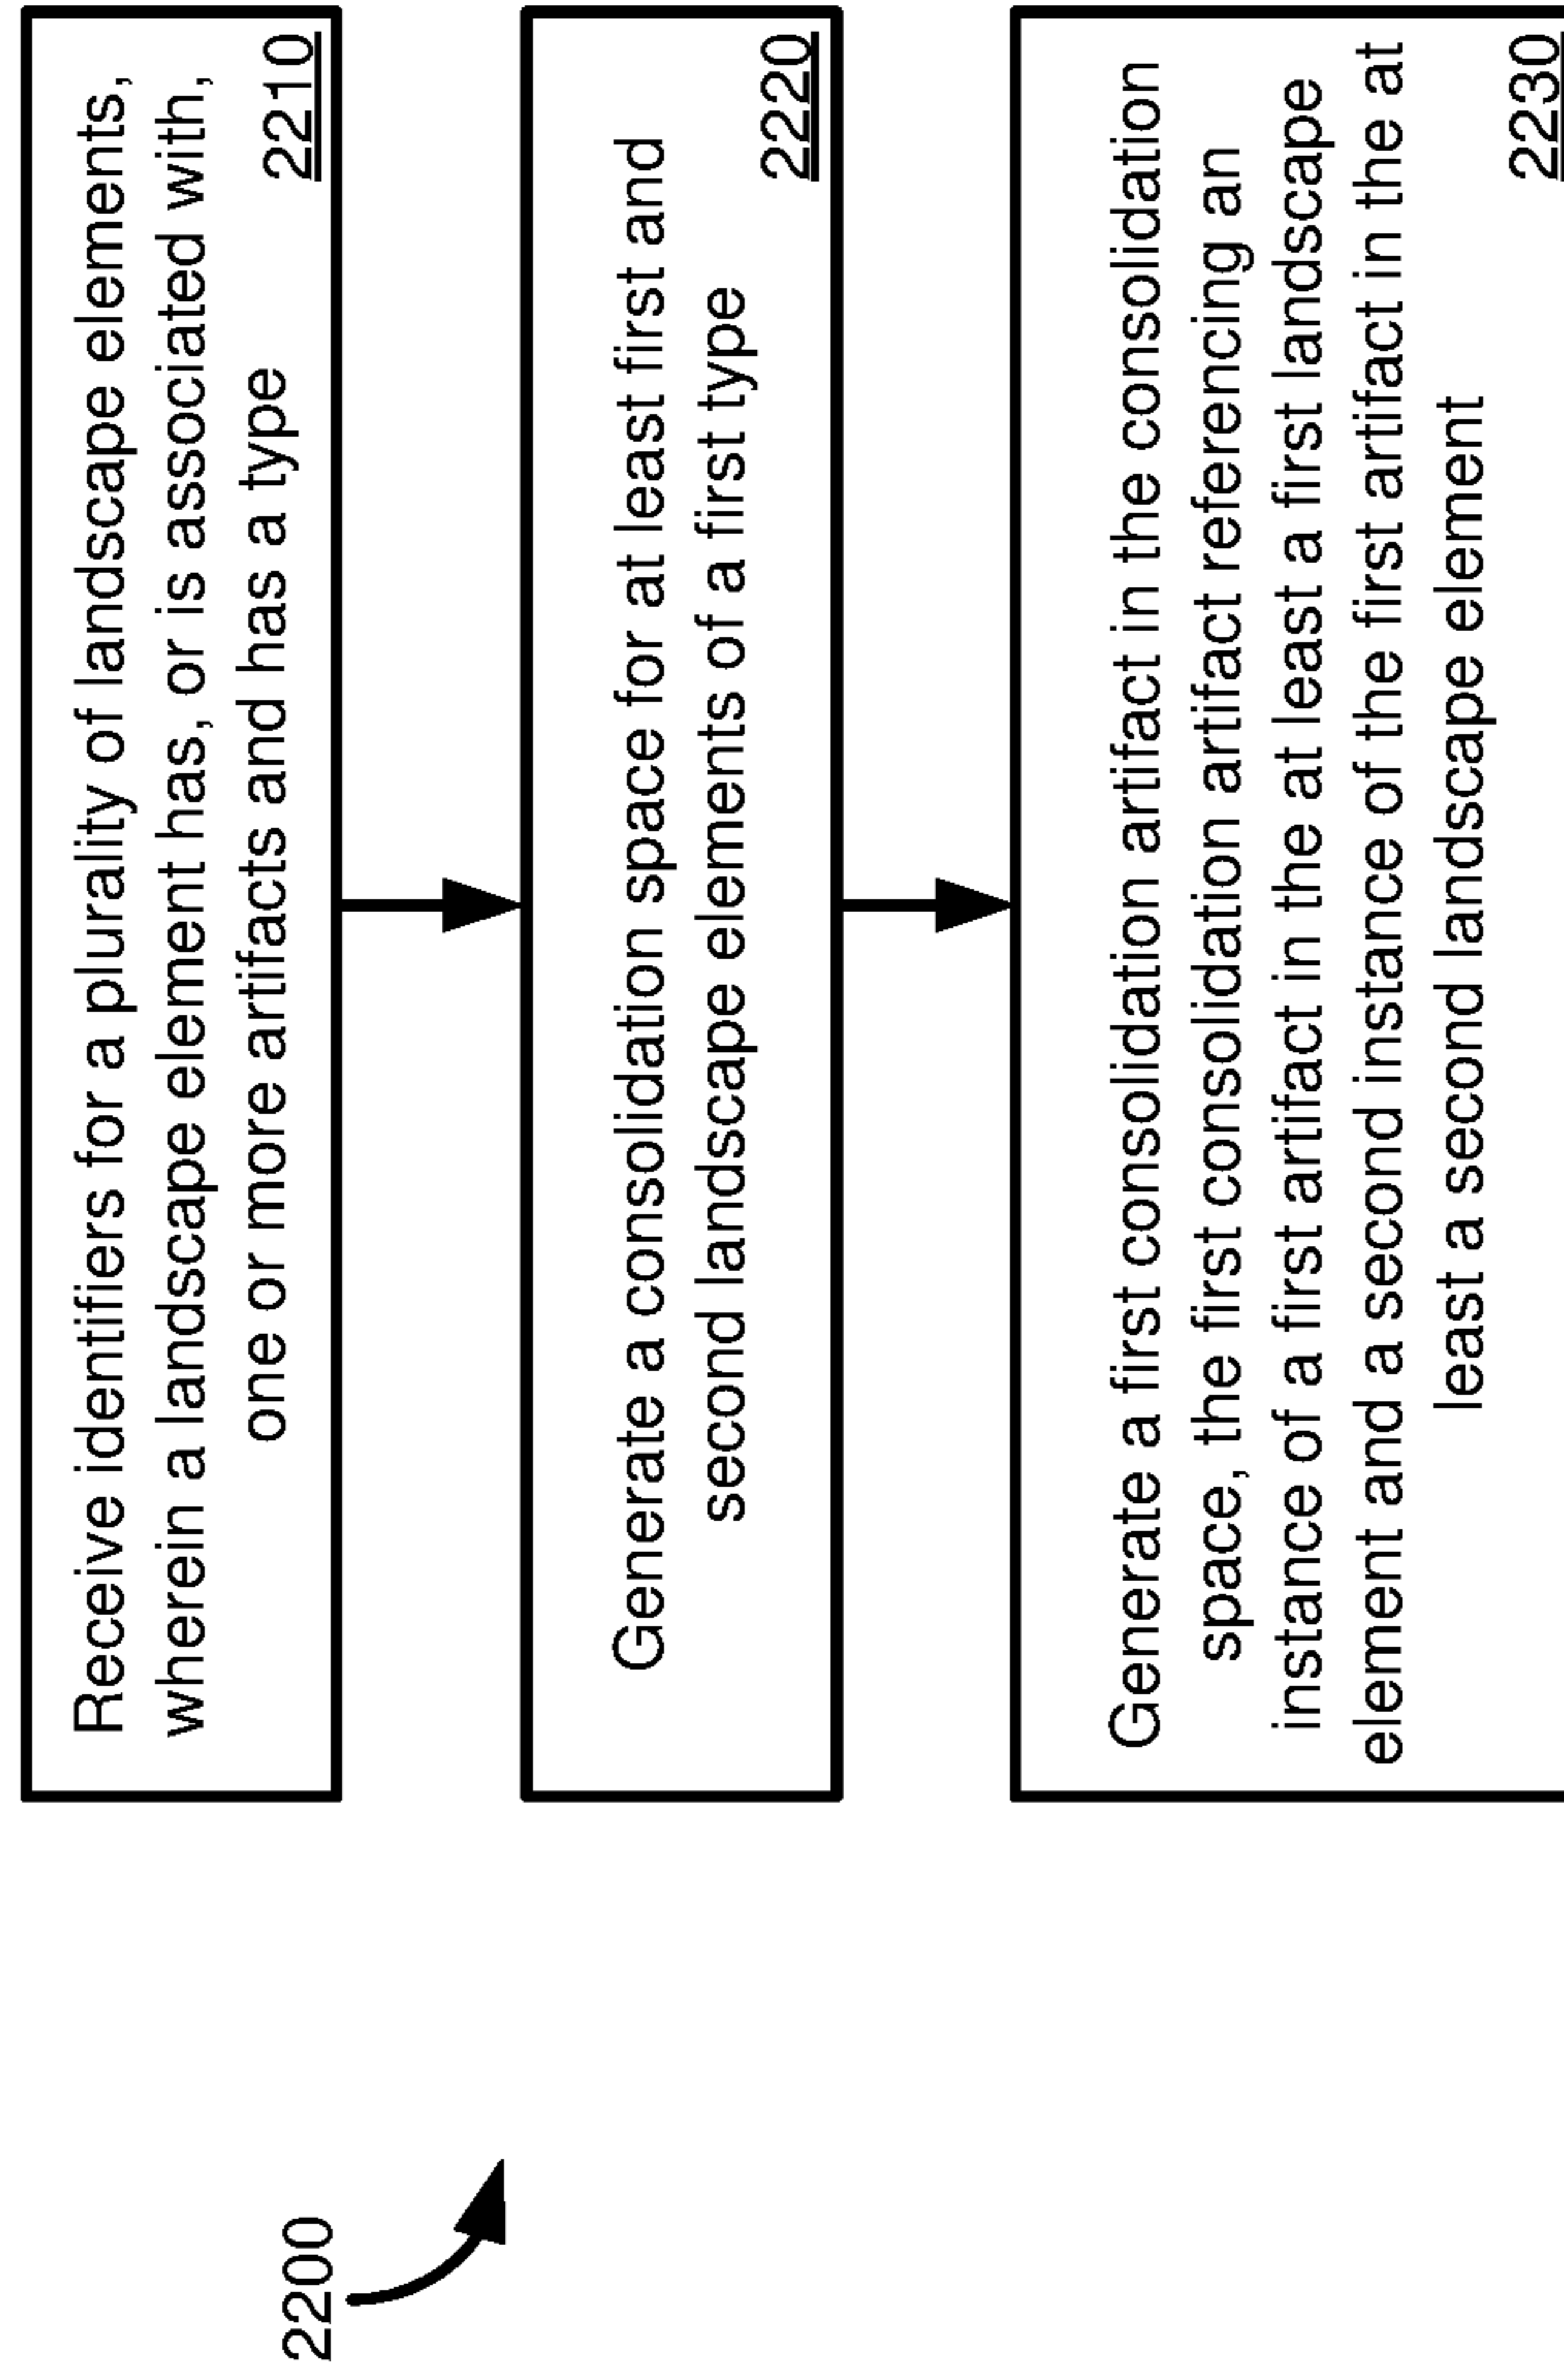 2200
Receive identifiers for a plurality of landscape elements,
wherein a landscape element has, or is associated with,
one or more artifacts and has a type
2210
Generate a consolidation space for at least first and
second landscape elements of a first type
2220
Generate a first consolidation artifact in the consolidation
space, the first consolidation artifact referencing an
instance of a first artifact in the at least a first landscape
element and a second instance of the first artifact in the at
least a second landscape element
2230